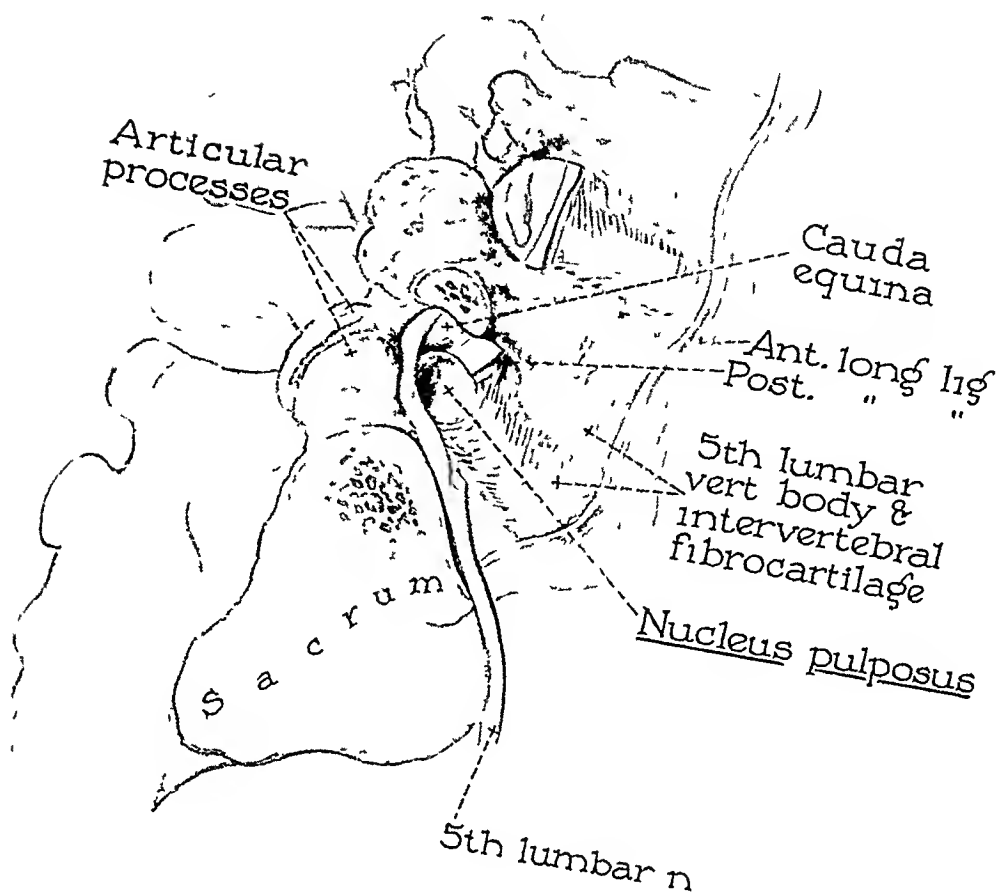 Articular
processes
Cauda
equina
Ant. long lig
Post. " "
5th lumbar
vert body &
intervertebral
fibrocartilage
Sacrum
Nucleus pulposus
5th lumbar n